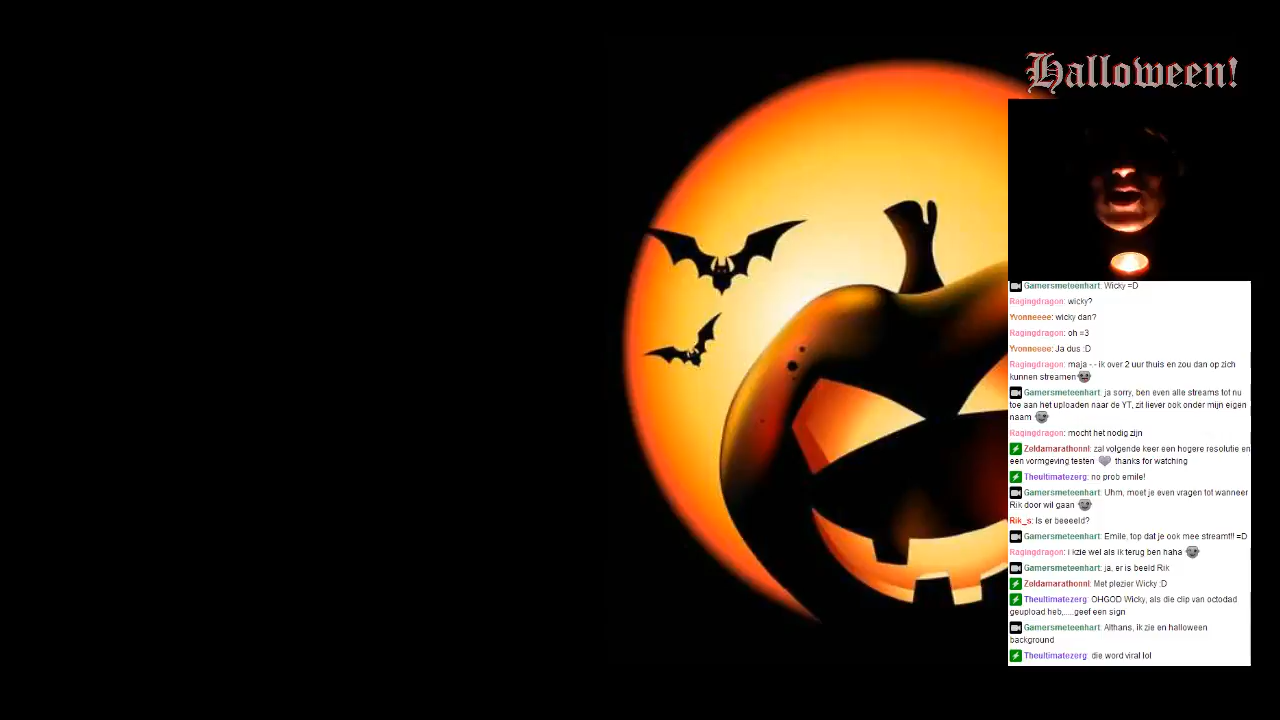 Halloween!
Gamersmeteenhart: Wicky =D
Ragingdragon: wicky?
Yvonneeee: wicky dan?
Ragingdragon: oh =3
Yvonneeee: Ja dus :D
Ragingdragon: maja -.- ik over 2 uur thuis en zou dan op zich
kunnen streamen
Gamersmeteenhart: ja sorry, ben even alle streams tot nu
toe aan het uploaden naar de YT, zit liever ook onder mijn eigen
naam
Ragingdragon: mocht het nodig zijn
Zeldamarathonnl: zal volgende keer een hogere resolutie en
een vormgeving testen thanks for watching
Theultimatezerg: no prob emile!
Gamersmeteenhart: Uhm, moet je even vragen tot wanneer
Rik door wil gaan
Rik_s: Is er beeeeld?
Gamersmeteenhart: Emile, top dat je ook mee streamt!! =D
Ragingdragon: i kzie wel als ik terug ben haha
Gamersmeteenhart: ja, er is beeld Rik
Zeldamarathonnl: Met plezier Wicky :D
Theultimatezerg: OHGOD Wicky, als die clip van octodad
geupload heb,.....geef een sign
Gamersmeteenhart: Althans, ik zie en halloween
background
Theultimatezerg: die word viral lol